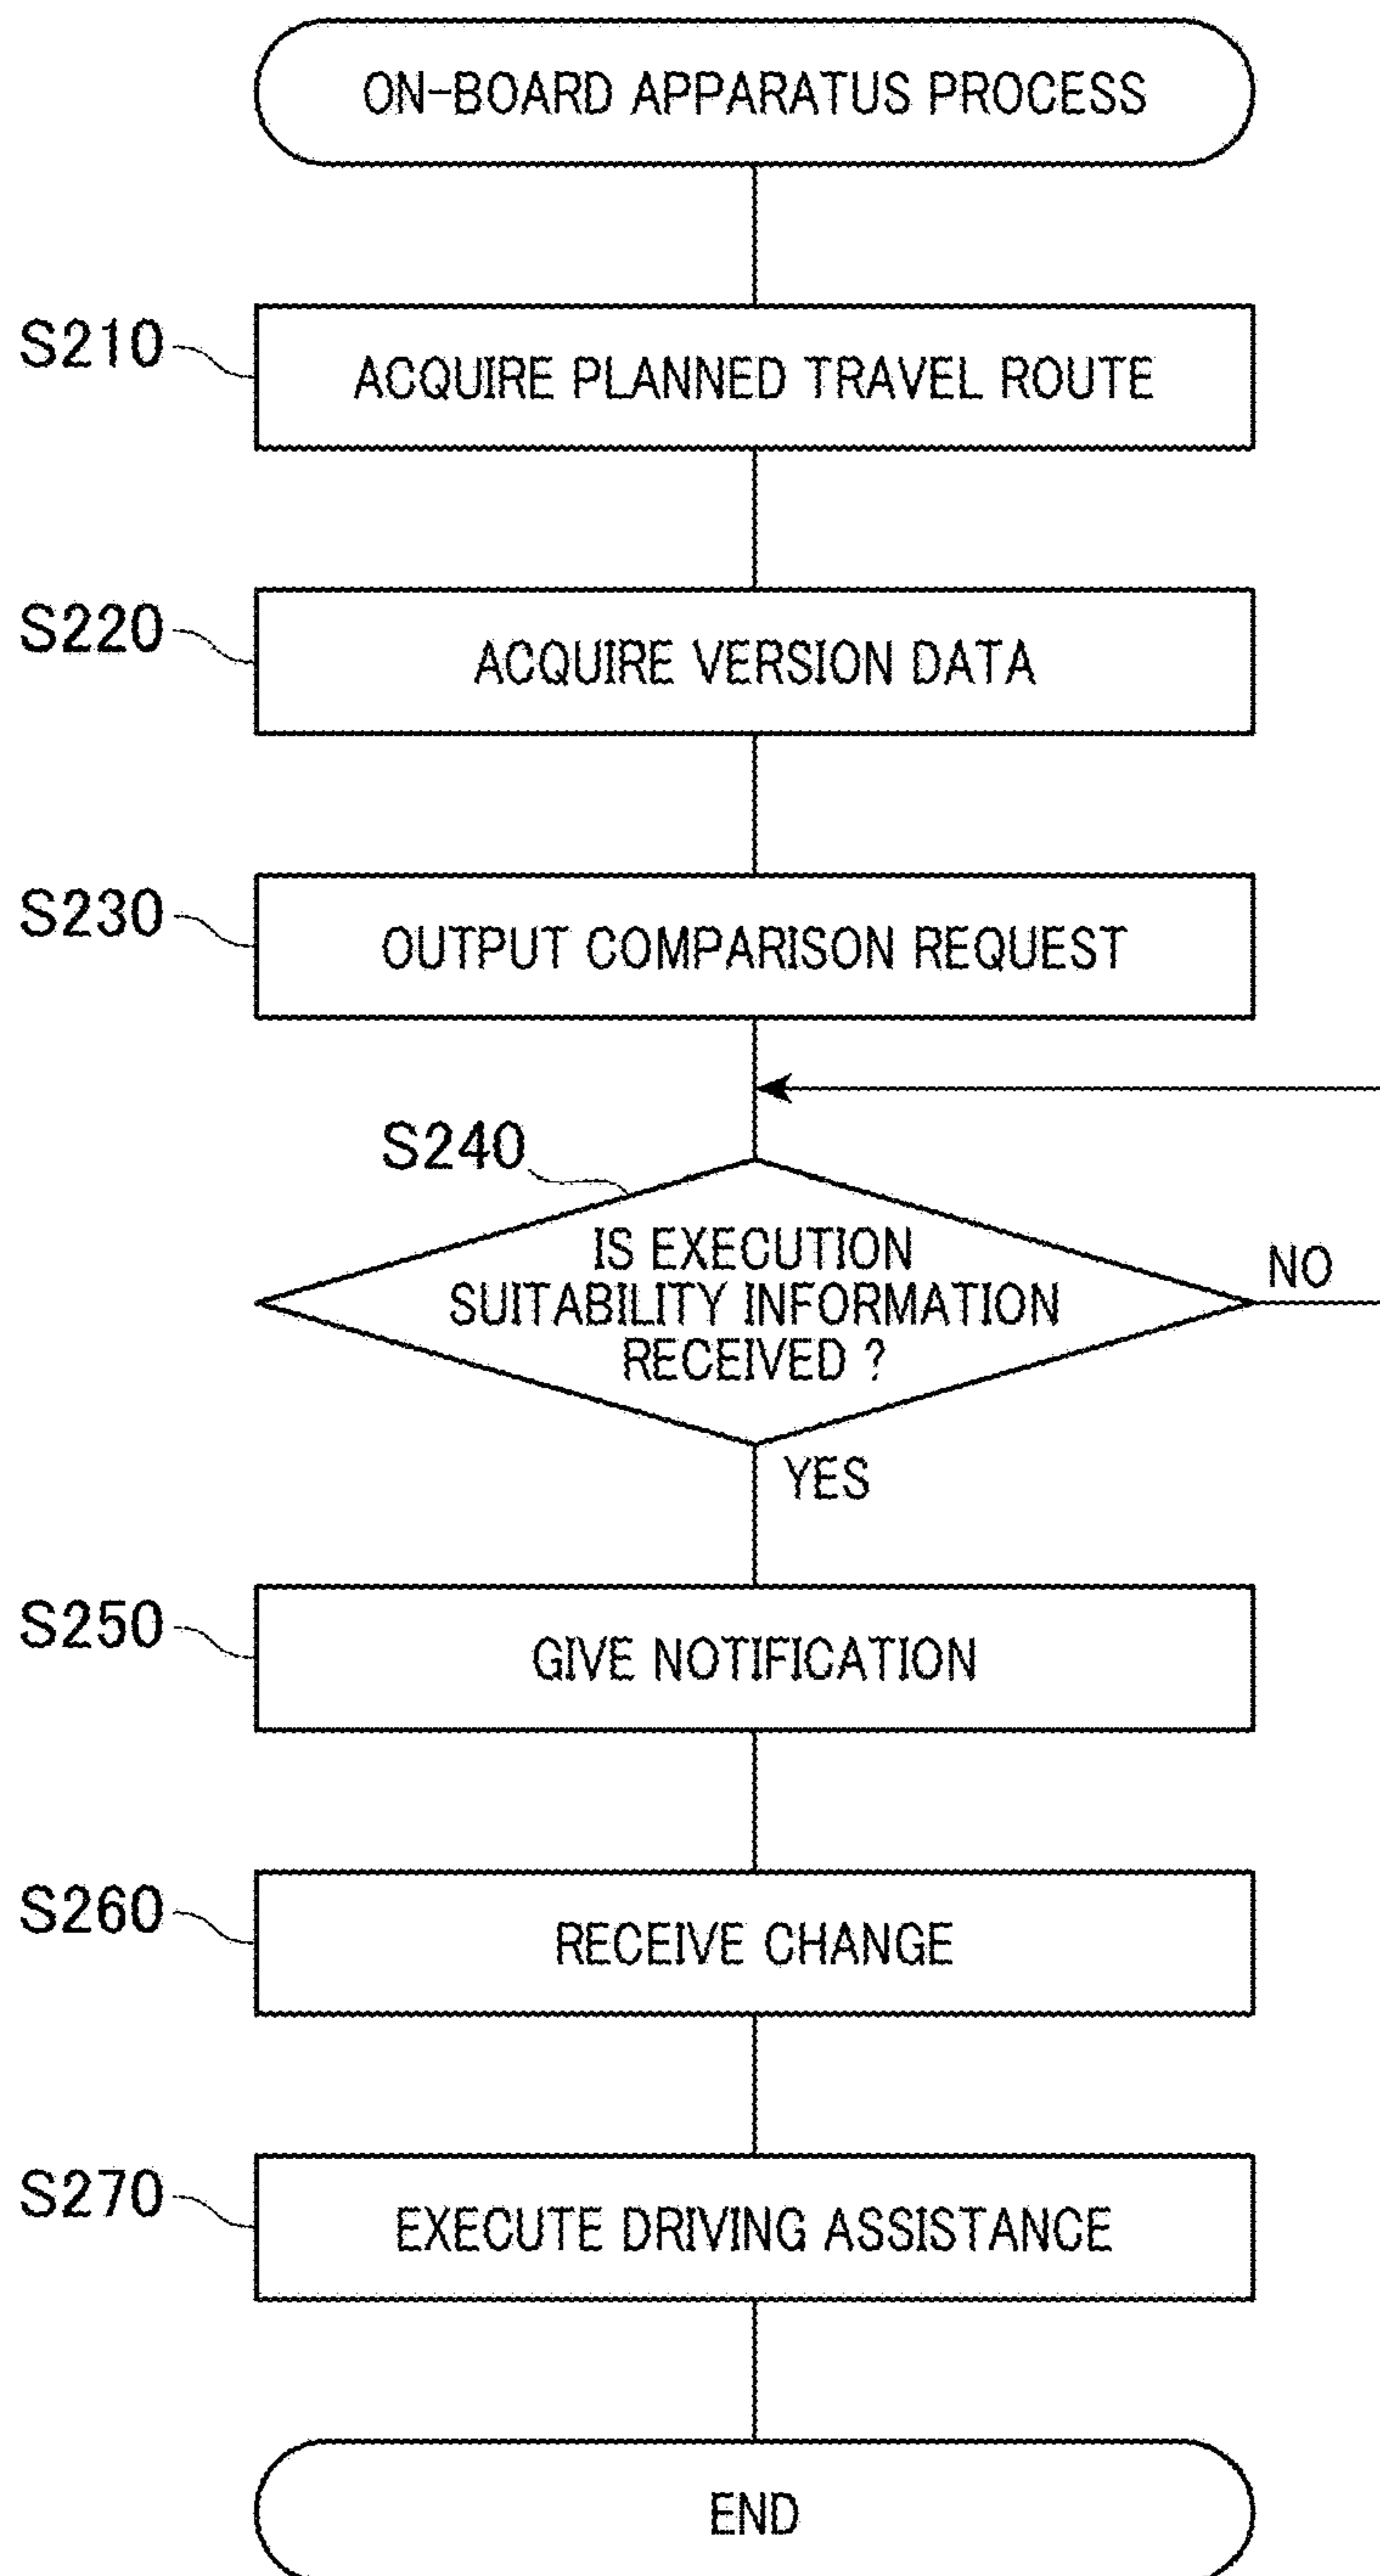 ON-BOARD APPARATUS PROCESS
S210
ACQUIRE PLANNED TRAVEL ROUTE
S220
ACQUIRE VERSION DATA
S230
OUTPUT COMPARISON REQUEST
S240
IS EXECUTION
SUITABILITY INFORMATION
RECEIVED ?
NO
YES
S250
GIVE NOTIFICATION
S260
RECEIVE CHANGE
S270
EXECUTE DRIVING ASSISTANCE
END